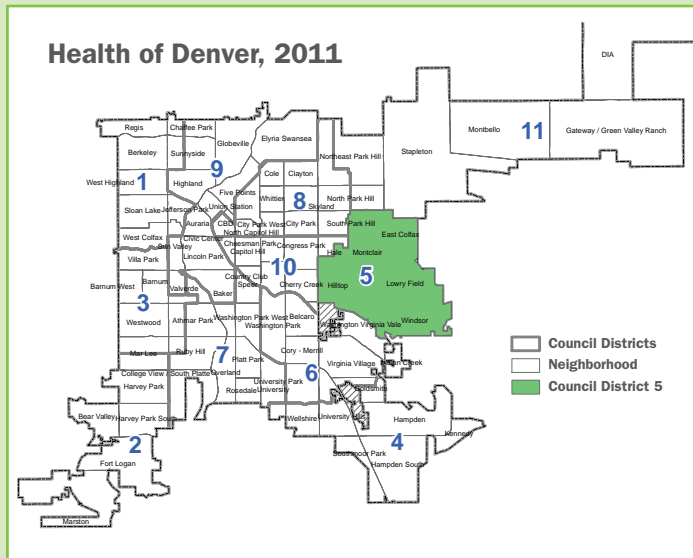 Health of Denver, 2011
DIA
Regis
Chaffee Park
Globeville
Elyria Swansea
Montbello
11
Gateway / Green Valley Ranch
Berkeley
Sunnyside
Northeast Park Hill
Stapleton
9
Cole
Clayton
West Highland
1
Highland
Five Points
Whittier
8
Skyland
North Park Hill
Sloan Lake
Jefferson Park
Union Station
Auraria
CBD
City Park West
City Park
South Park Hill
North Capitol Hill
East Colfax
West Colfax
Civic Center
Cheesman Park
Congress Park
Sun Valley
Capitol Hill
Hale
Montclair
Villa Park
Lincoln Park
10
5
Barnum West
Barnum
Country Club
Cherry Creek
Hilltop
Lowry Field
Valverde
Baker
Speer
3
Westwood
Athmar Park
Washington Park West
Belcaro
Washington Park
Washington Virginia Vale
Windsor
Mar Lee
Ruby Hill
7
Platt Park
Cory - Merrill
Virginia Village
Indian Creek
College View / South Platte
Overland
University Park
6
Harvey Park
Rosedale
University
Goldsmith
Bear Valley
Harvey Park South
Wellshire
University Hills
Hampden
2
4
Kennedy
Southmoor Park
Fort Logan
Hampden South
Marston
Council Districts
Neighborhood
Council District 5